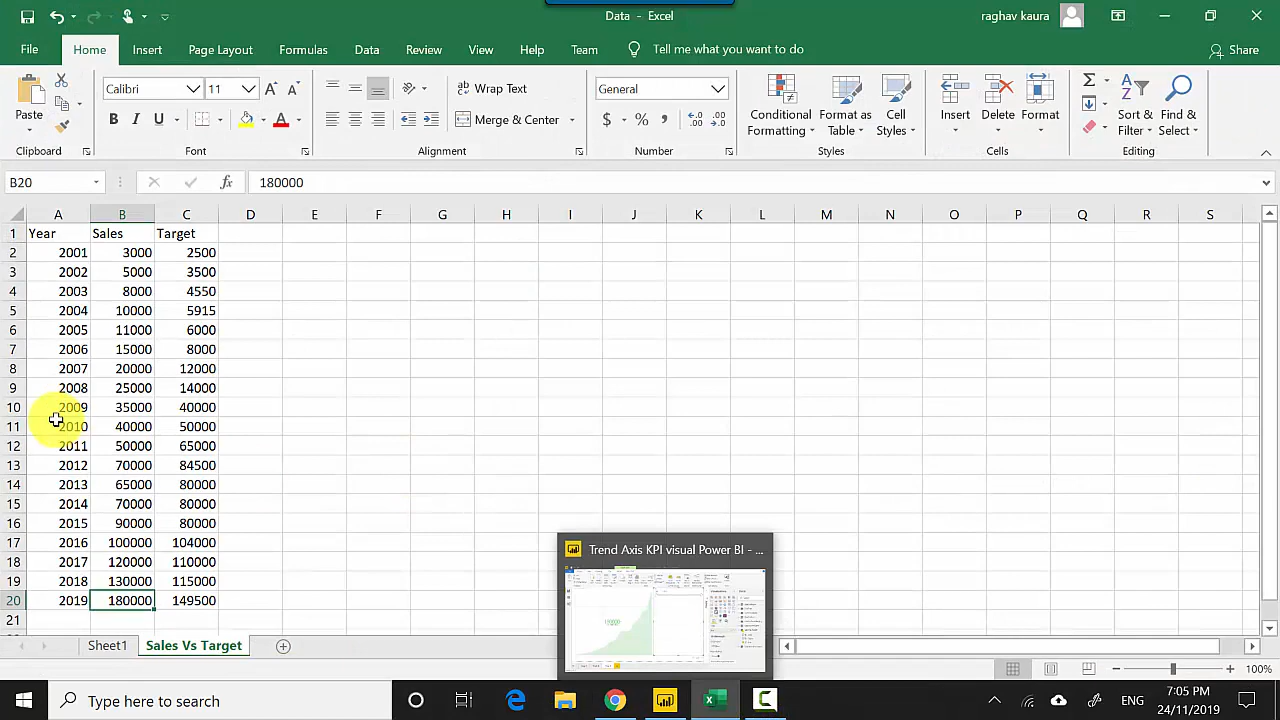 Data - Excel
raghav kaura
File Home Insert Page Layout Formulas Data Review View Help Team Tell me what you want to do Share
Paste
Clipboard
Calibri 11
B I U A
Font
Wrap Text
Merge & Center
Alignment
General
$ % ,
Number
Conditional Formatting
Format as Table
Cell Styles
Styles
Insert Delete Format
Cells
Sort & Filter
Find & Select
Editing
B20 fx 180000
A B C D E F G H I J K L M N O P Q R S
1 Year Sales Target
2 2001 3000 2500
3 2002 5000 3500
4 2003 8000 4550
5 2004 10000 5915
6 2005 11000 6000
7 2006 15000 8000
8 2007 20000 12000
9 2008 25000 14000
10 2009 35000 40000
11 2010 40000 50000
12 2011 50000 65000
13 2012 70000 84500
14 2013 65000 80000
15 2014 70000 80000
16 2015 90000 80000
17 2016 100000 104000
18 2017 120000 110000
19 2018 130000 115000
20 2019 180000 149500
21
Trend Axis KPI visual Power BI - ...
Sheet1 Sales Vs Target
100%
Type here to search
ENG
7:05 PM
24/11/2019